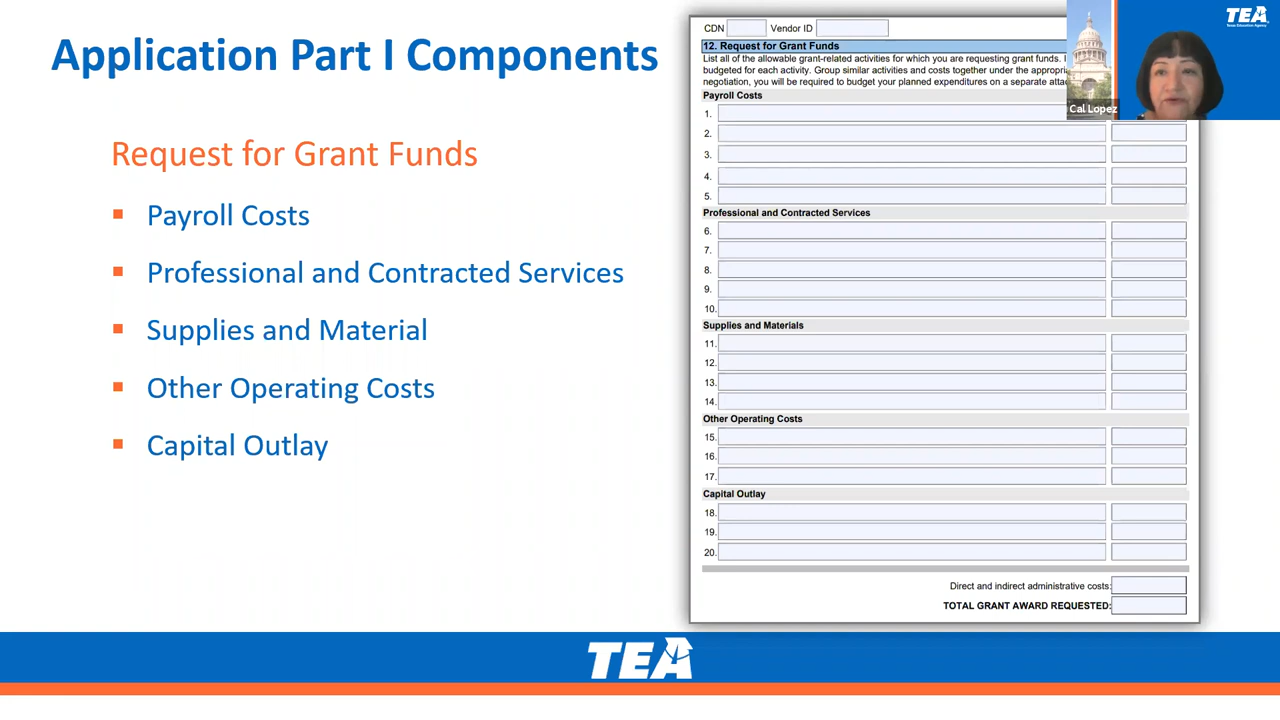 Application Part I Components
Request for Grant Funds
Payroll Costs
Professional and Contracted Services
Supplies and Material
Other Operating Costs
Capital Outlay
CDN Vendor ID
12. Request for Grant Funds
List all of the allowable grant-related activities for which you are requesting grant funds.
budgeted for each activity. Group similar activities and costs together under the
negotiation, you will be required to budget your planned expenditures on a separate
Payroll Costs
1.
2.
3.
4.
5.
Professional and Contracted Services
6.
7.
8.
9.
10.
Supplies and Materials
11.
12.
13.
14.
Other Operating Costs
15.
16.
17.
Capital Outlay
18.
19.
20.
Direct and indirect administrative costs:
TOTAL GRANT AWARD REQUESTED:
TEA
Texas Education Agency
Cal Lopez
TEA